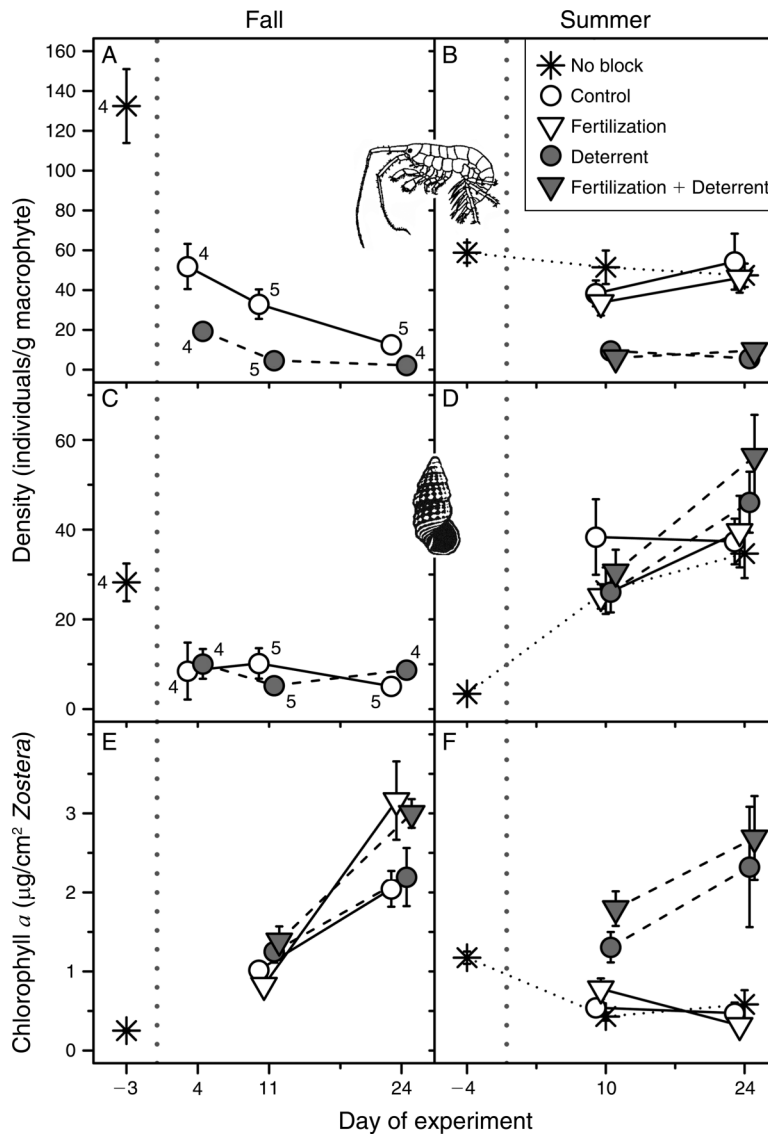 Fall Summer
Density (individuals/g macrophyte)
A
160
140
120
100
80
60
40
20
0
4
4
5
5
4
5
4
B
No block
Control
Fertilization
Deterrent
Fertilization + Deterrent
C
60
40
20
0
4
4
4
5
5
5
4
D
Chlorophyll a (µg/cm² Zostera)
E
3
2
1
0
F
−3 4 11 24 −4 10 24
Day of experiment